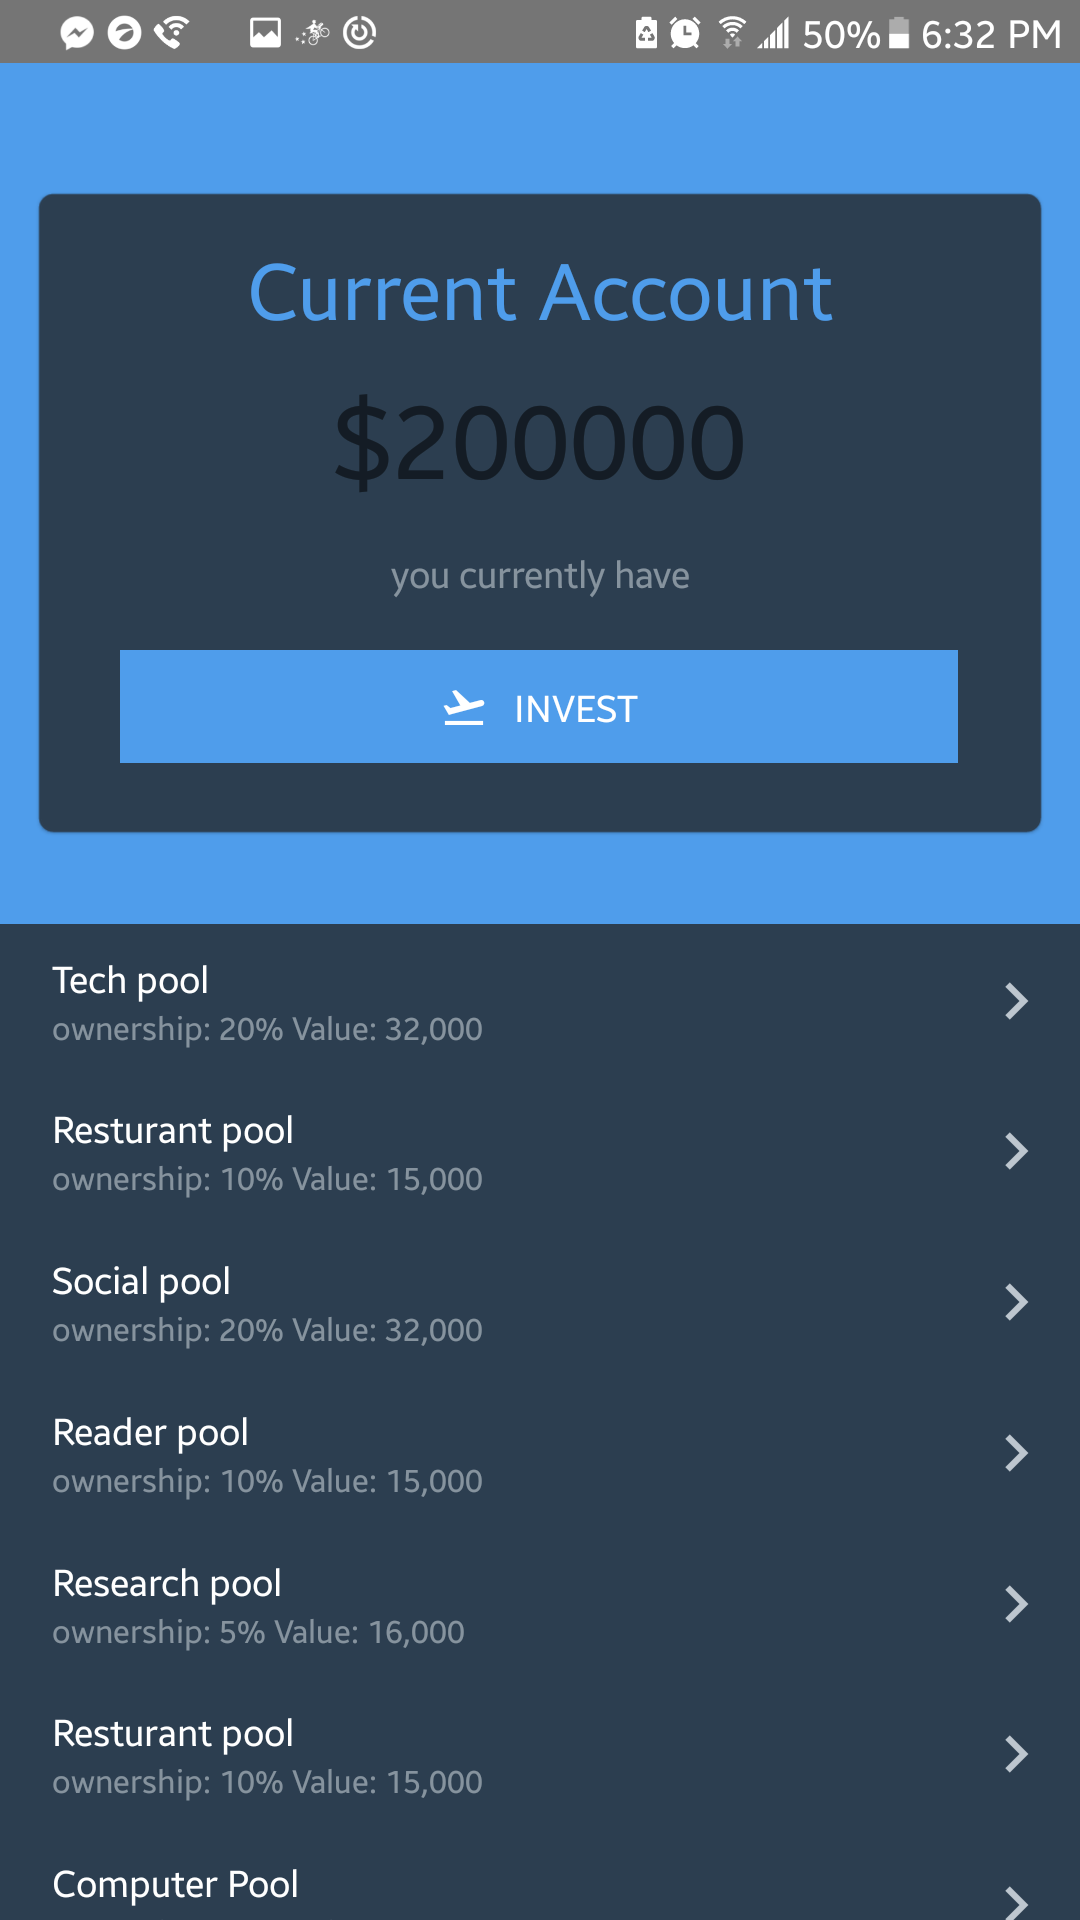 50% 6:32 PM
Current Account
$200000
you currently have
INVEST
Tech pool
ownership: 20% Value: 32,000
Resturant pool
ownership: 10% Value: 15,000
Social pool
ownership: 20% Value: 32,000
Reader pool
ownership: 10% Value: 15,000
Research pool
ownership: 5% Value: 16,000
Resturant pool
ownership: 10% Value: 15,000
Computer Pool